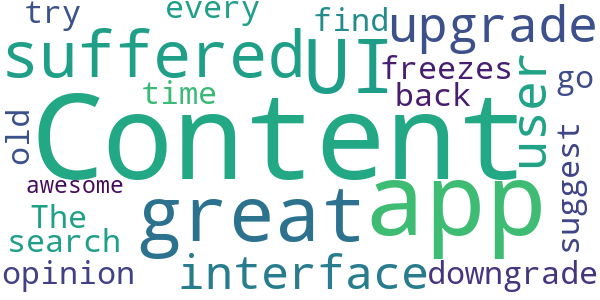 try
every
find
upgrade
suffered
UI
freezes
go
time
back
user
old
Content
suggest
awesome
great
app
The
search
opinion
interface
downgrade